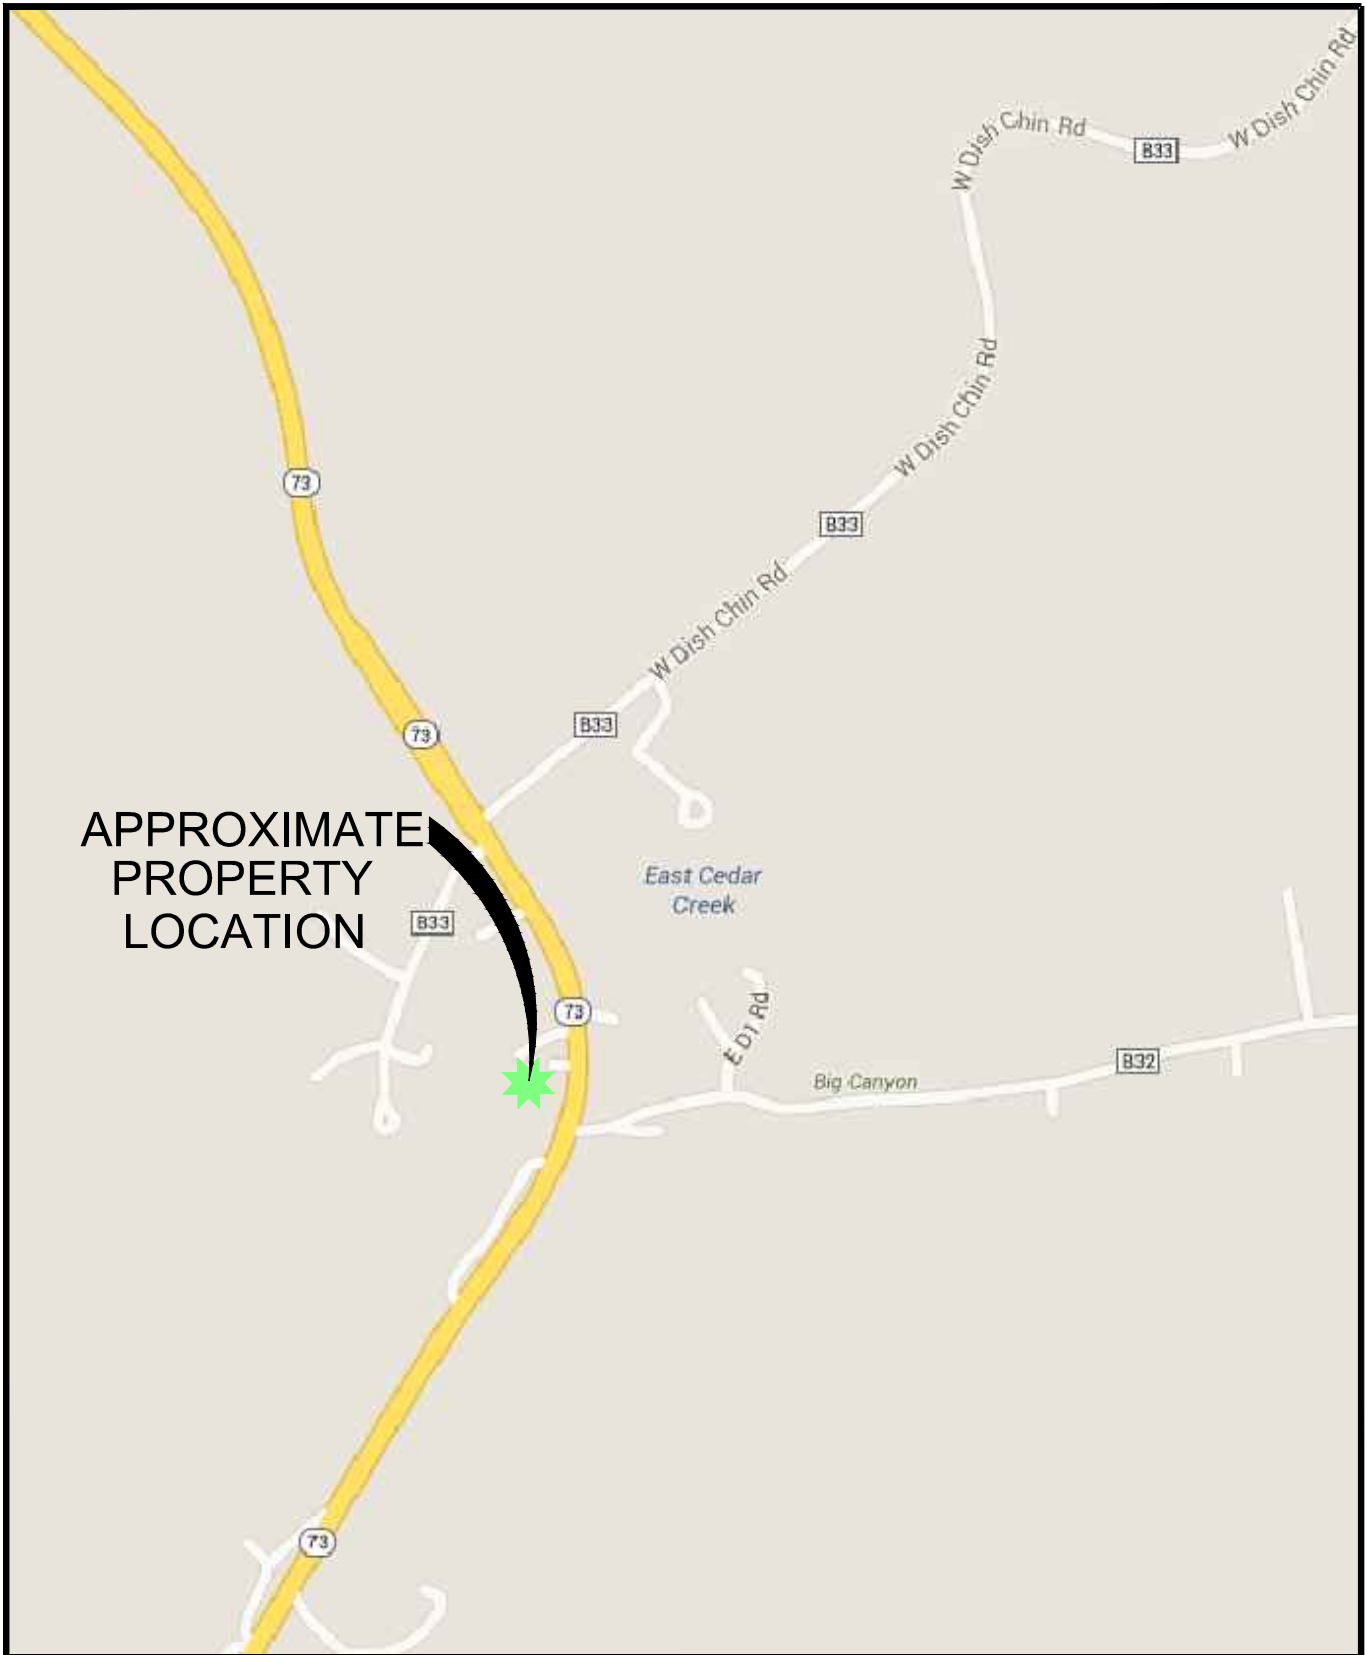 W Dish Chin Rd
W Dish Chin Rd
B33
W Dish Chin Rd
73
B33
W Dish Chin Rd
B33
73
APPROXIMATE
PROPERTY
LOCATION
East Cedar
Creek
B33
73
E D1 Rd
B32
Big Canyon
73